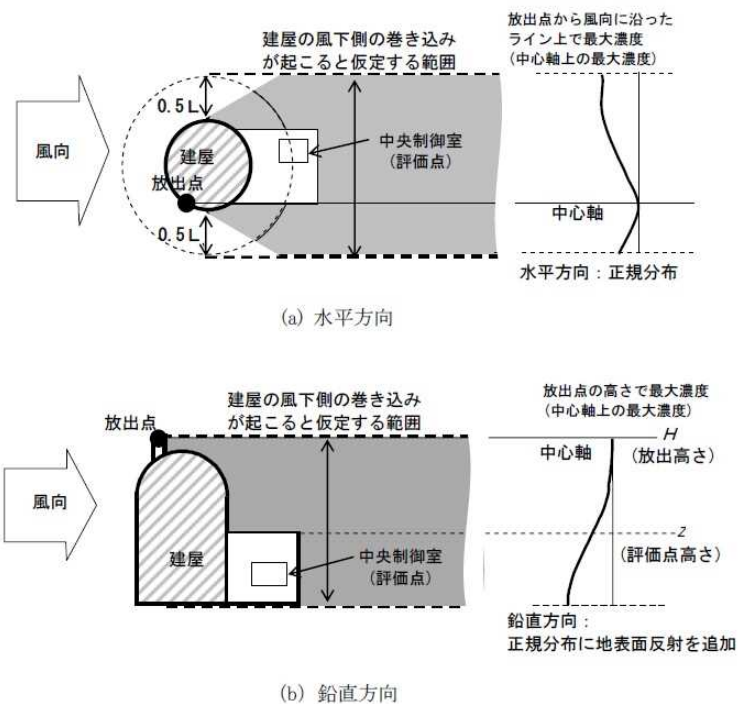 放出点から風向に沿った
ライン上で最大濃度
(中心軸上の最大濃度)
建屋の風下側の巻き込み
が起こると仮定する範囲
0.5L
風向
建屋
中央制御室
(評価点)
放出点
中心軸
0.5L
水平方向：正規分布
(a) 水平方向
建屋の風下側の巻き込み
が起こると仮定する範囲
放出点の高さで最大濃度
(中心軸上の最大濃度)
放出点
H
中心軸
(放出高さ)
風向
z
建屋
中央制御室
(評価点)
(評価点高さ)
鉛直方向：
正規分布に地表面反射を追加
(b) 鉛直方向